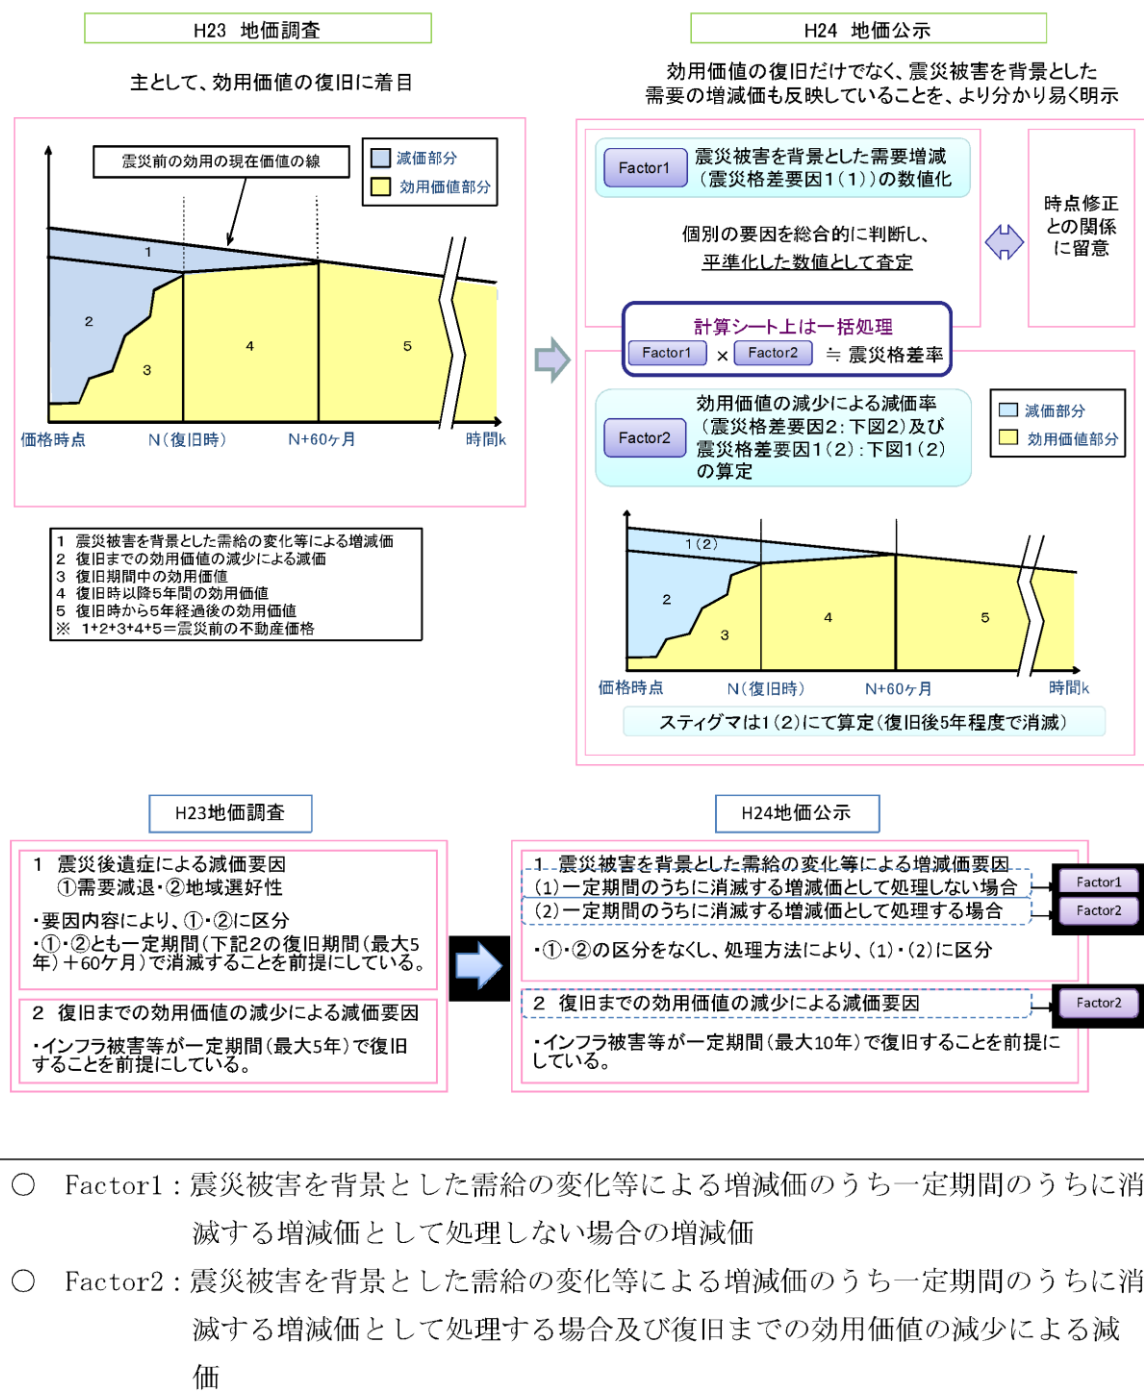 H23 地価調査
主として、効用価値の復旧に着目
震災前の効用の現在価値の線
減価部分
効用価値部分
1
2
3
4
5
価格時点
N(復旧時)
N+60ヶ月
時間k
1 震災被害を背景とした需給の変化等による増減価
2 復旧までの効用価値の減少による減価
3 復旧期間中の効用価値
4 復旧時以降5年間の効用価値
5 復旧時から5年経過後の効用価値
※ 1+2+3+4+5=震災前の不動産価格
H24 地価公示
効用価値の復旧だけでなく、震災被害を背景とした
需要の増減価も反映していることを、より分かり易く明示
Factor1
震災被害を背景とした需要増減
(震災格差要因1(1))の数値化
個別の要因を総合的に判断し、
平準化した数値として査定
時点修正
との関係
に留意
計算シート上は一括処理
Factor1 × Factor2 ≒ 震災格差率
Factor2
効用価値の減少による減価率
(震災格差要因2:下図2)及び
震災格差要因1(2):下図1(2)
の算定
減価部分
効用価値部分
1(2)
2
3
4
5
価格時点
N(復旧時)
N+60ヶ月
時間k
スティグマは1(2)にて算定(復旧後5年程度で消滅)
H23地価調査
1 震災後遺症による減価要因
①需要減退・②地域選好性
・要因内容により、①・②に区分
・①・②とも一定期間(下記2の復旧期間(最大5
年)+60ケ月)で消滅することを前提にしている。
2 復旧までの効用価値の減少による減価要因
・インフラ被害等が一定期間(最大5年)で復旧
することを前提にしている。
H24地価公示
1 震災被害を背景とした需給の変化等による増減価要因
(1)一定期間のうちに消滅する増減価として処理しない場合
Factor1
(2)一定期間のうちに消滅する増減価として処理する場合
Factor2
・①・②の区分をなくし、処理方法により、(1)・(2)に区分
2 復旧までの効用価値の減少による減価要因
Factor2
・インフラ被害等が一定期間(最大10年)で復旧することを前提に
している。
○ Factor1:震災被害を背景とした需給の変化等による増減価のうち一定期間のうちに消
滅する増減価として処理しない場合の増減価
○ Factor2:震災被害を背景とした需給の変化等による増減価のうち一定期間のうちに消
滅する増減価として処理する場合及び復旧までの効用価値の減少による減
価